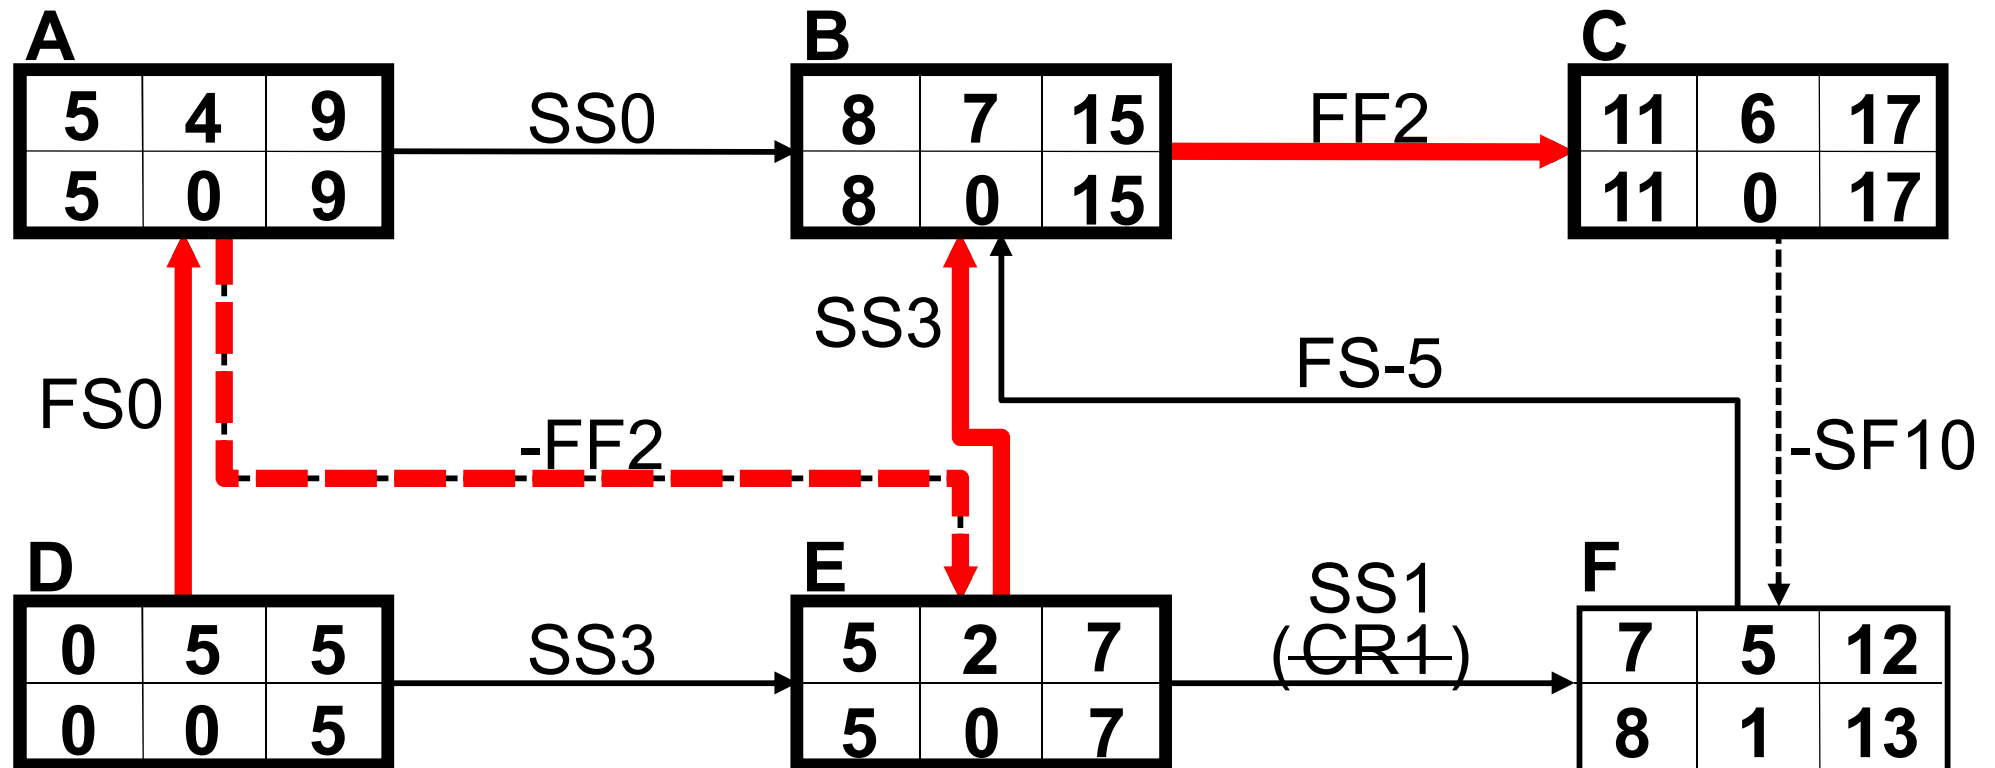 A B C
5 4 9 SS0 8 7 15 FF2 11 6 17
5 0 9 8 0 15 11 0 17
SS3
FS-5
FS0
-FF2 -SF10
D E SS1 F
(CR1)
0 5 5 SS3 5 2 7 7 5 12
0 0 5 5 0 7 8 1 13